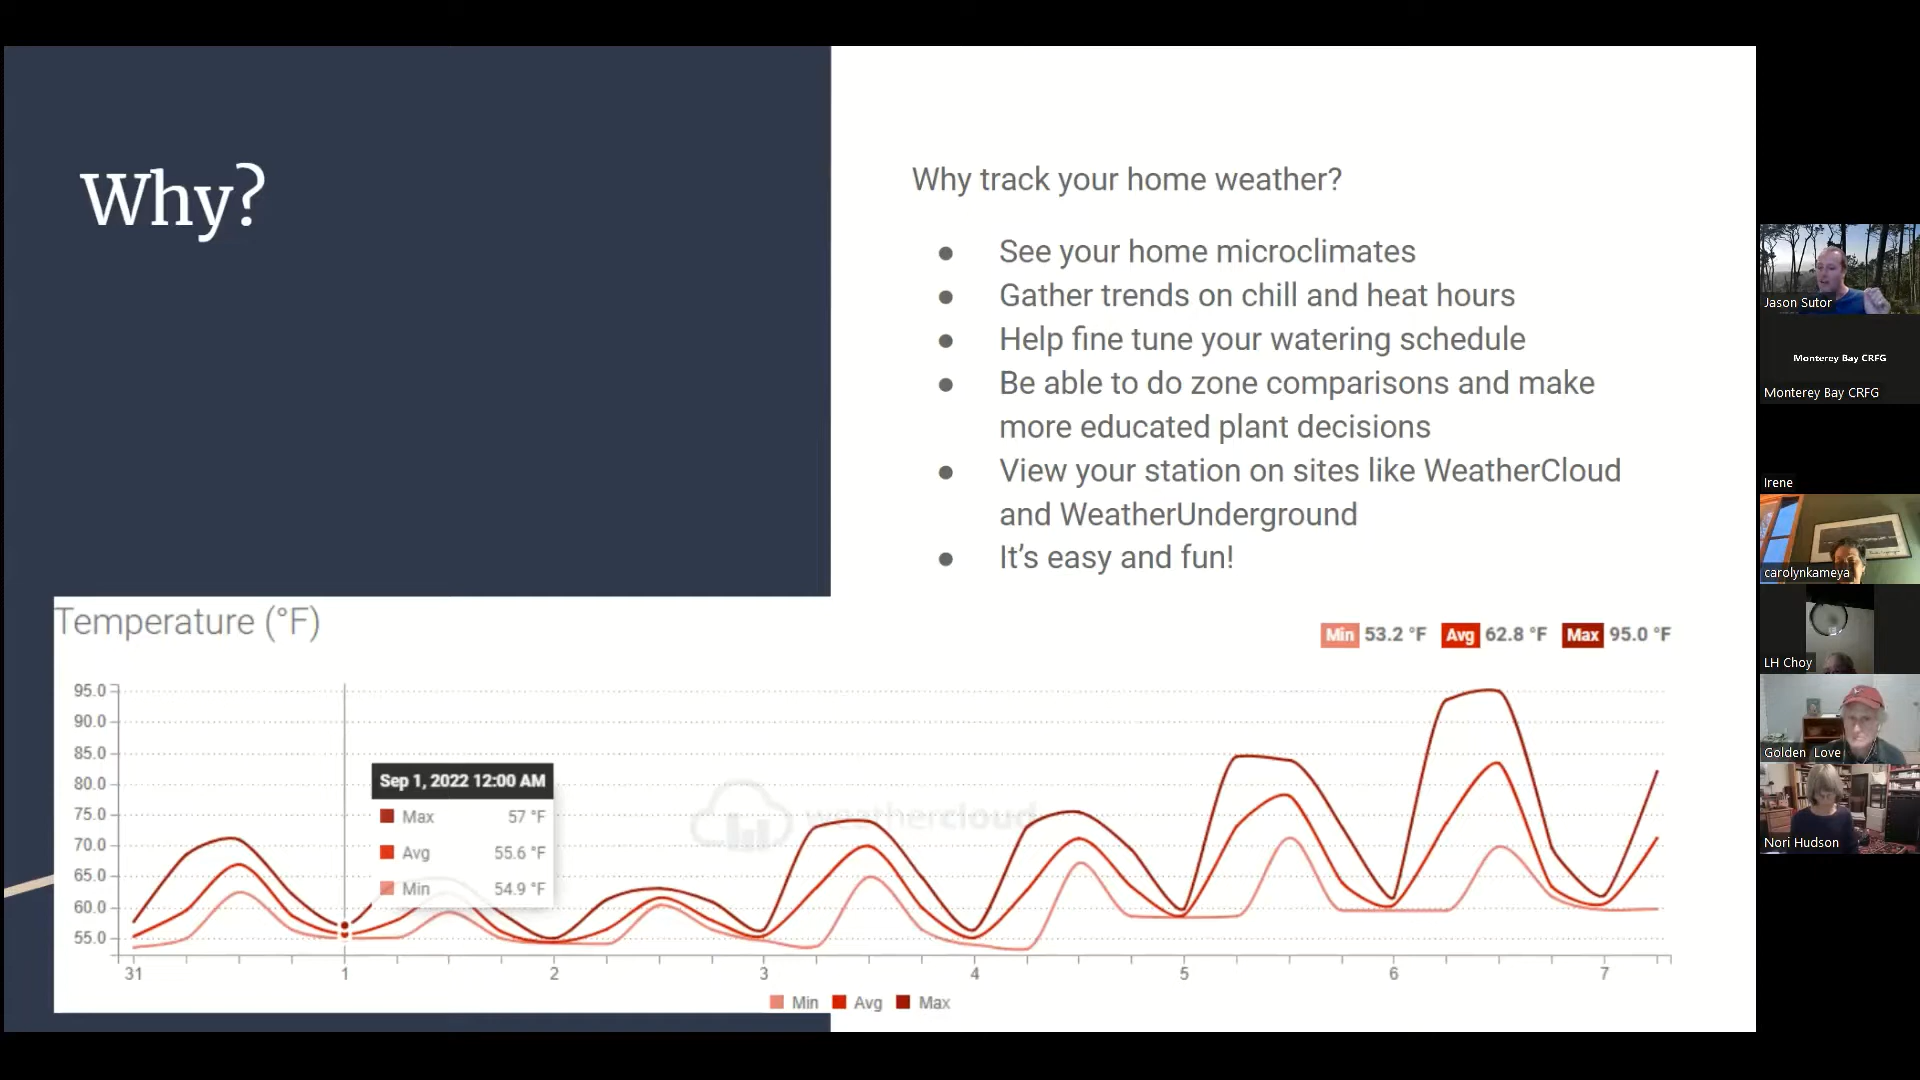 Why?
Why track your home weather?
● See your home microclimates
● Gather trends on chill and heat hours
● Help fine tune your watering schedule
● Be able to do zone comparisons and make
more educated plant decisions
● View your station on sites like WeatherCloud
and WeatherUnderground
● It's easy and fun!
Temperature (°F)
Min 53.2 °F Avg 62.8 °F Max 95.0 °F
95.0
90.0
85.0
80.0
75.0
70.0
65.0
60.0
55.0
Sep 1, 2022 12:00 AM
Max 57 °F
Avg 55.6 °F
Min 54.9 °F
weathercloud
31 1 2 3 4 5 6 7
Min Avg Max
Jason Sutor
Monterey Bay CRFG
Monterey Bay CRFG
Irene
carolynkameya
LH Choy
Golden Love
Nori Hudson